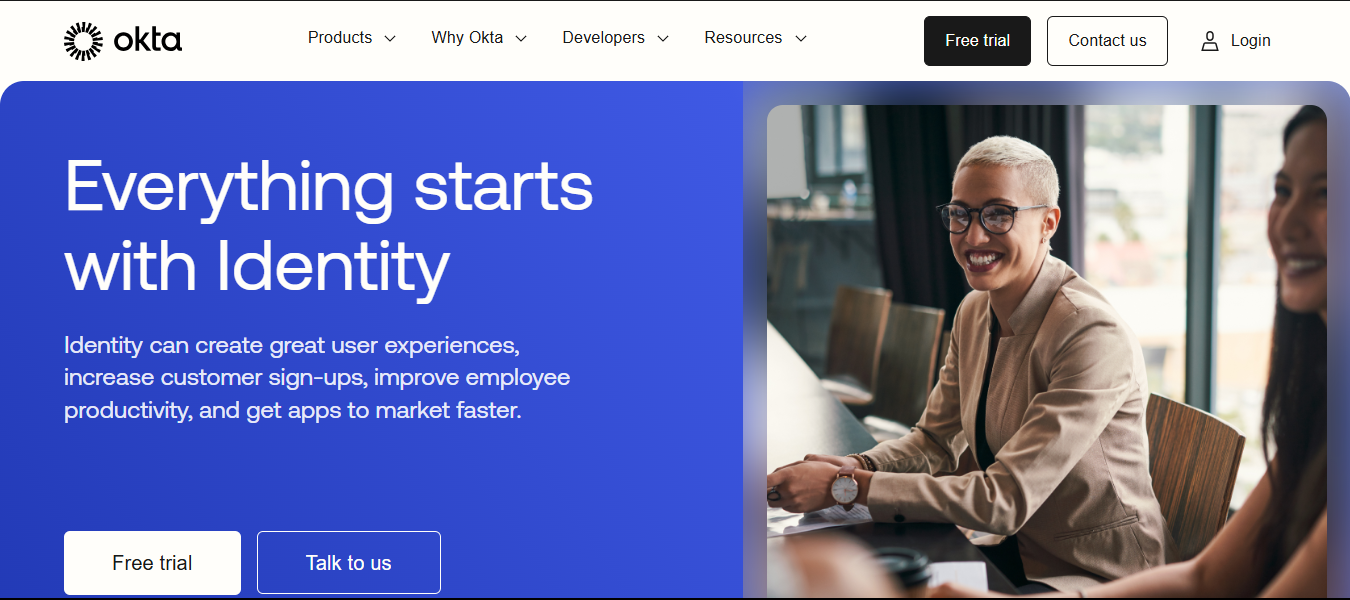 okta
Products
Why Okta
Developers
Resources
Free trial
Contact us
Login
Everything starts
with Identity
Identity can create great user experiences,
increase customer sign-ups, improve employee
productivity, and get apps to market faster.
Free trial
Talk to us